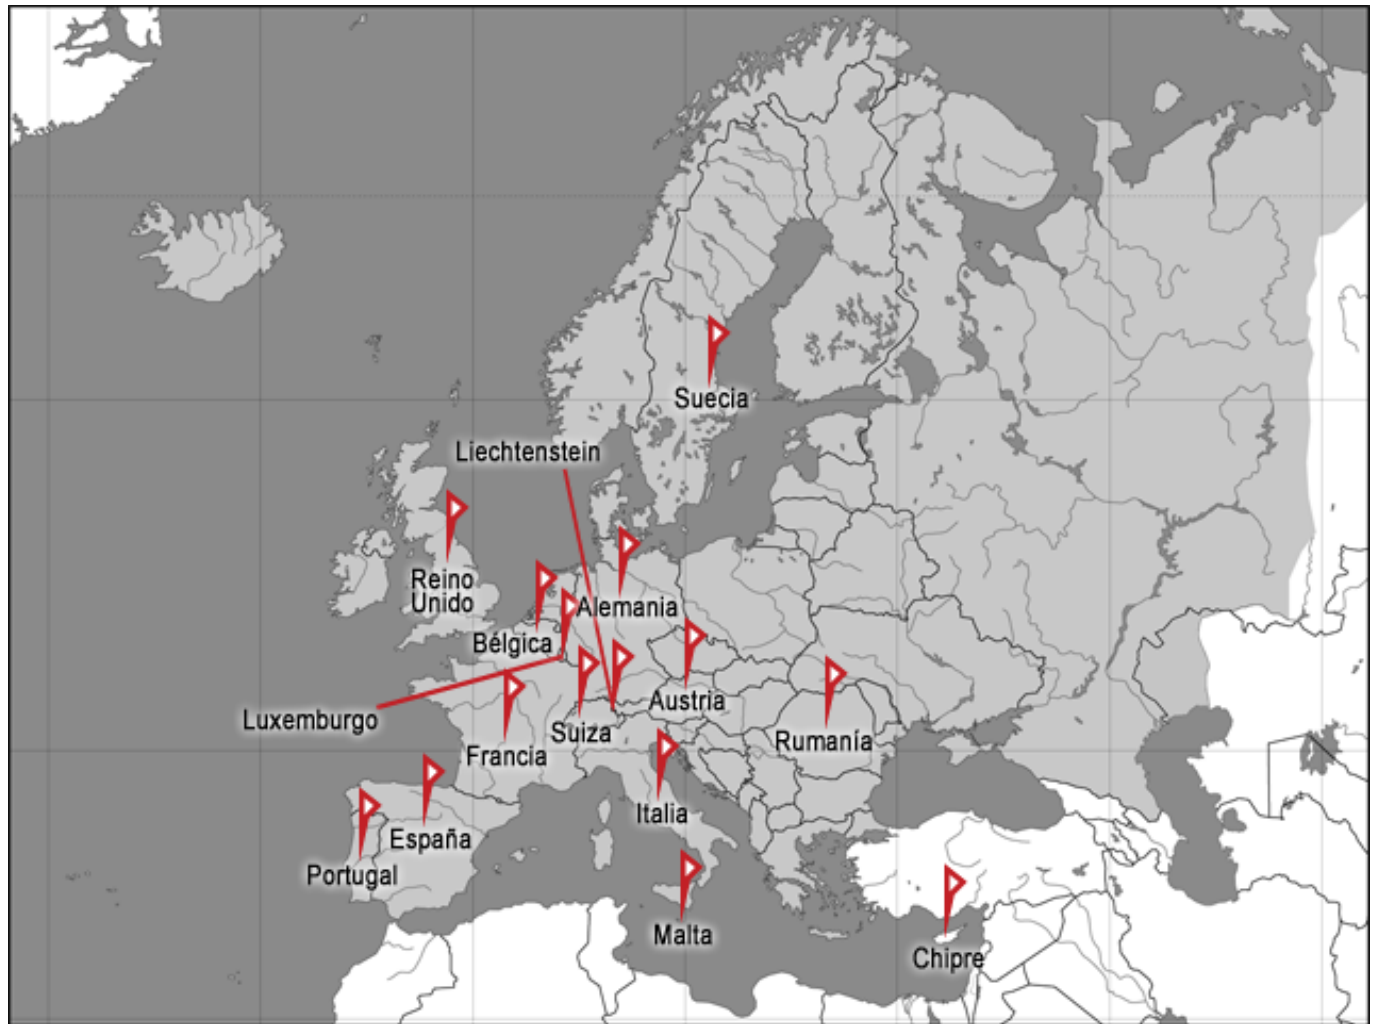 Suecia
Liechtenstein
Reino
Unido
Alemania
Bélgica
Austria
Luxemburgo
Suiza
Rumanía
Francia
Italia
España
Portugal
Malta
Chipre